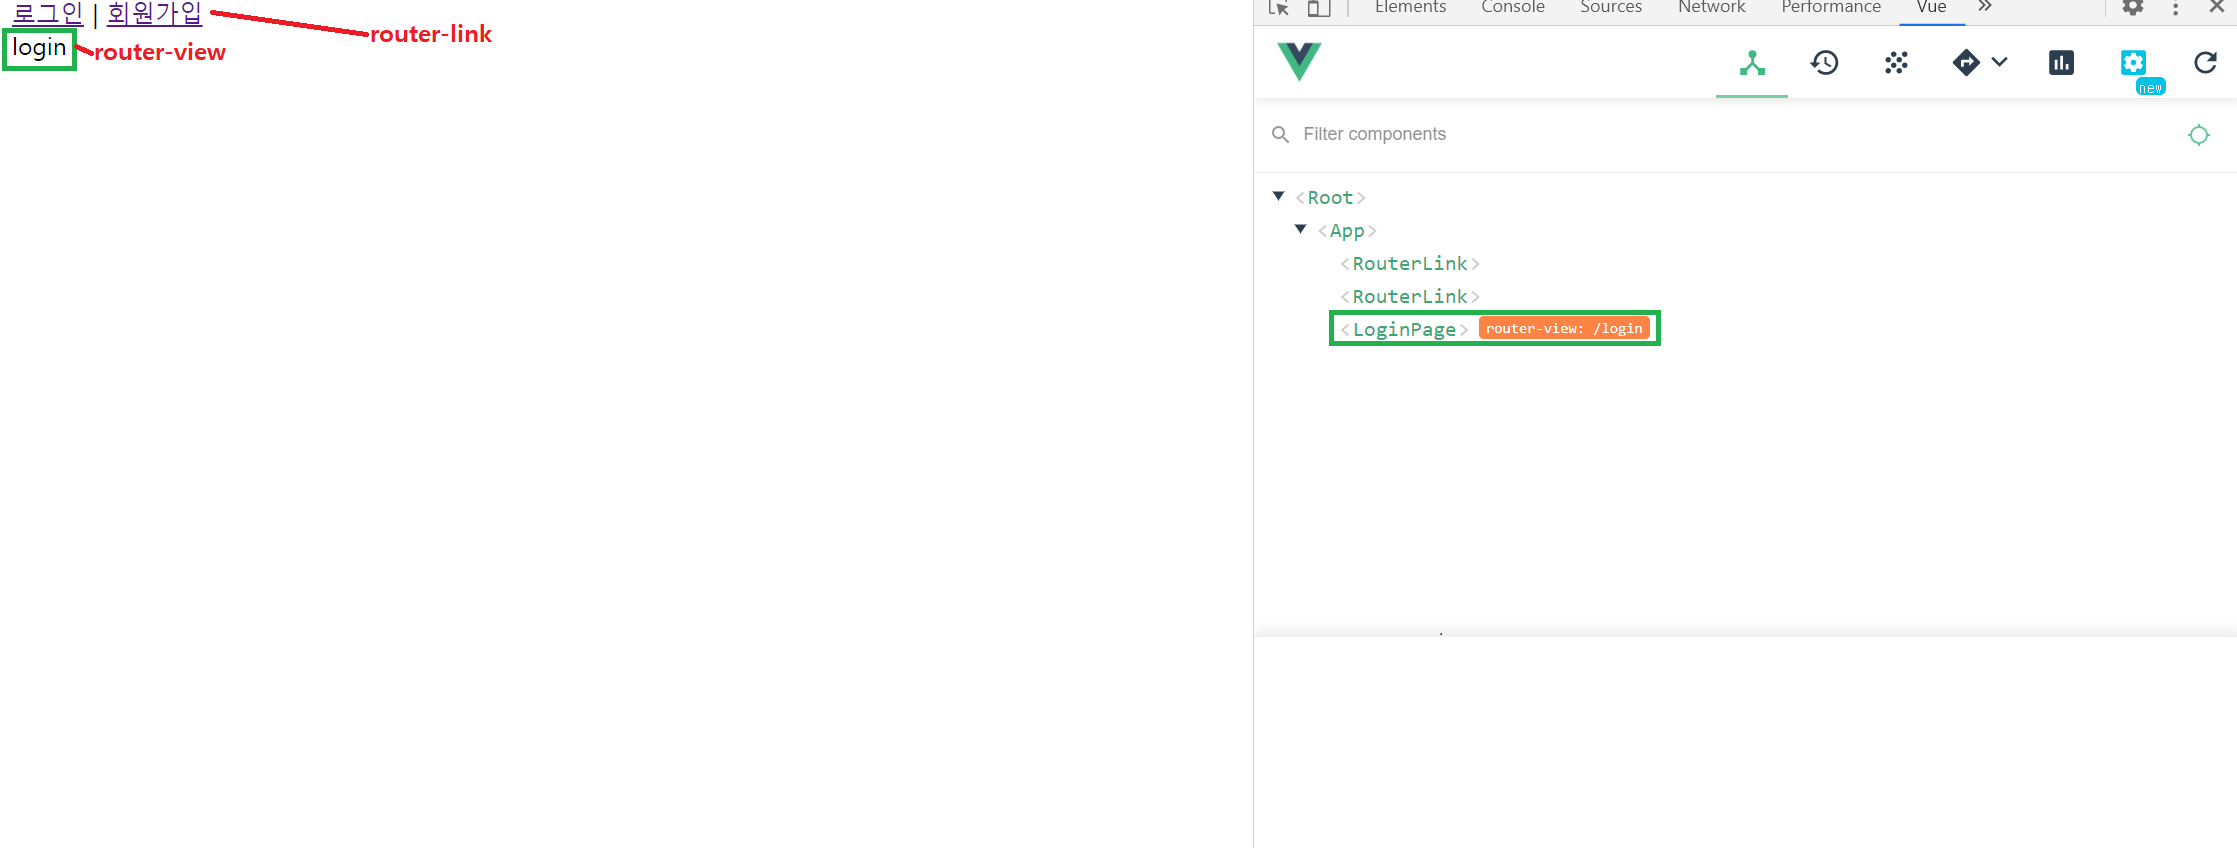 로그인 | 회원가입
router-link
login
router-view
Elements Console Sources Network Performance Vue
new
Filter components
<Root>
<App>
<RouterLink>
<RouterLink>
<LoginPage> router-view: /login